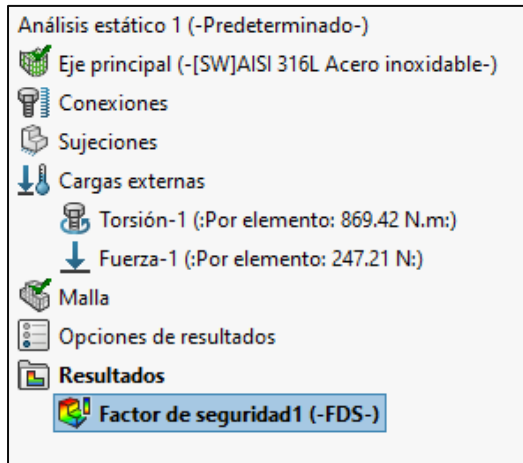 Análisis estático 1 (-Predeterminado-)
Eje principal (-[SW]AISI 316L Acero inoxidable-)
Conexiones
Sujeciones
Cargas externas
Torsión-1 (:Por elemento: 869.42 N.m:)
Fuerza-1 (:Por elemento: 247.21 N:)
Malla
Opciones de resultados
Resultados
Factor de seguridad1 (-FDS-)